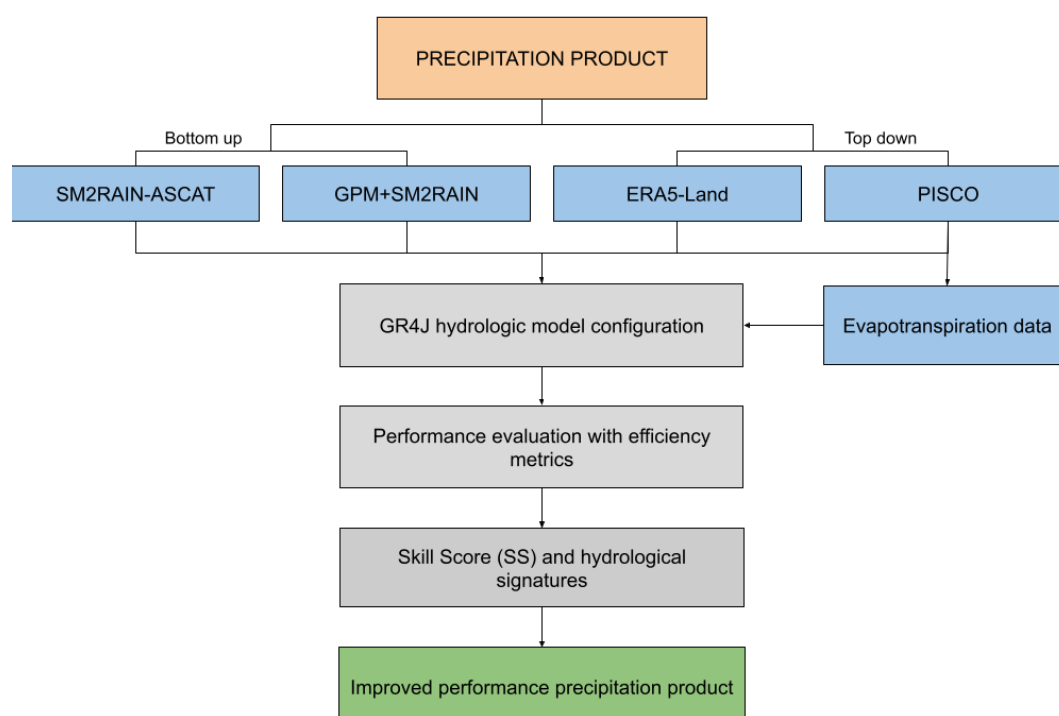 PRECIPITATION PRODUCT
Bottom up
Top down
SM2RAIN-ASCAT
GPM+SM2RAIN
ERA5-Land
PISCO
GR4J hydrologic model configuration
Evapotranspiration data
Performance evaluation with efficiency
metrics
Skill Score (SS) and hydrological
signatures
Improved performance precipitation product